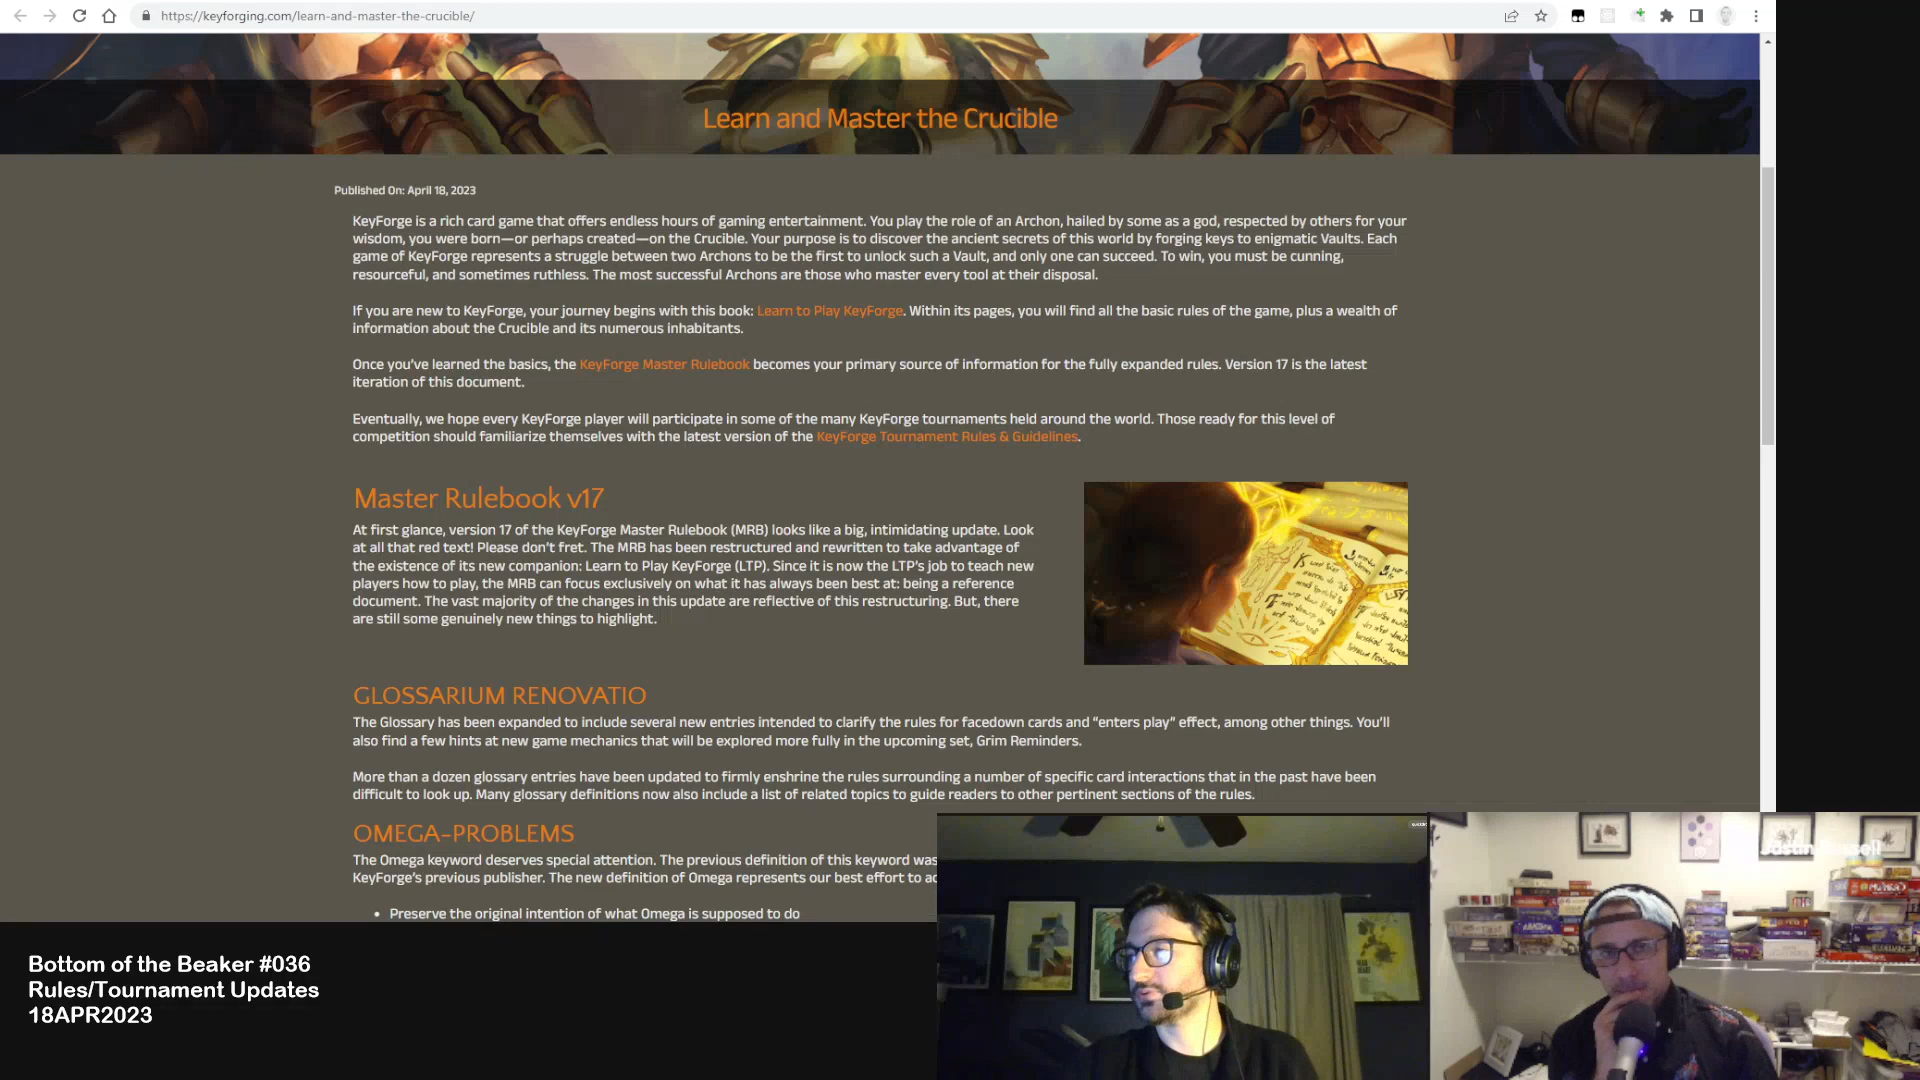 https://keyforging.com/learn-and-master-the-crucible/
Learn and Master the Crucible
Published On: April 18, 2023
KeyForge is a rich card game that offers endless hours of gaming entertainment. You play the role of an Archon, hailed by some as a god, respected by others for your
wisdom, you were born—or perhaps created—on the Crucible. Your purpose is to discover the ancient secrets of this world by forging keys to enigmatic Vaults. Each
game of KeyForge represents a struggle between two Archons to be the first to unlock such a Vault, and only one can succeed. To win, you must be cunning,
resourceful, and sometimes ruthless. The most successful Archons are those who master every tool at their disposal.
If you are new to KeyForge, your journey begins with this book: Learn to Play KeyForge. Within its pages, you will find all the basic rules of the game, plus a wealth of
information about the Crucible and its numerous inhabitants.
Once you’ve learned the basics, the KeyForge Master Rulebook becomes your primary source of information for the fully expanded rules. Version 17 is the latest
iteration of this document.
Eventually, we hope every KeyForge player will participate in some of the many KeyForge tournaments held around the world. Those ready for this level of
competition should familiarize themselves with the latest version of the KeyForge Tournament Rules & Guidelines.
Master Rulebook v17
At first glance, version 17 of the KeyForge Master Rulebook (MRB) looks like a big, intimidating update. Look
at all that red text! Please don’t fret. The MRB has been restructured and rewritten to take advantage of
the existence of its new companion: Learn to Play KeyForge (LTP). Since it is now the LTP’s job to teach new
players how to play, the MRB can focus exclusively on what it has always been best at: being a reference
document. The vast majority of the changes in this update are reflective of this restructuring. But, there
are still some genuinely new things to highlight.
GLOSSARIUM RENOVATIO
The Glossary has been expanded to include several new entries intended to clarify the rules for facedown cards and “enters play” effect, among other things. You’ll
also find a few hints at new game mechanics that will be explored more fully in the upcoming set, Grim Reminders.
More than a dozen glossary entries have been updated to firmly enshrine the rules surrounding a number of specific card interactions that in the past have been
difficult to look up. Many glossary definitions now also include a list of related topics to guide readers to other pertinent sections of the rules.
OMEGA-PROBLEMS
The Omega keyword deserves special attention. The previous definition of this keyword was
KeyForge’s previous publisher. The new definition of Omega represents our best effort to
• Preserve the original intention of what Omega is supposed to do
Bottom of the Beaker #036
Rules/Tournament Updates
18APR2023